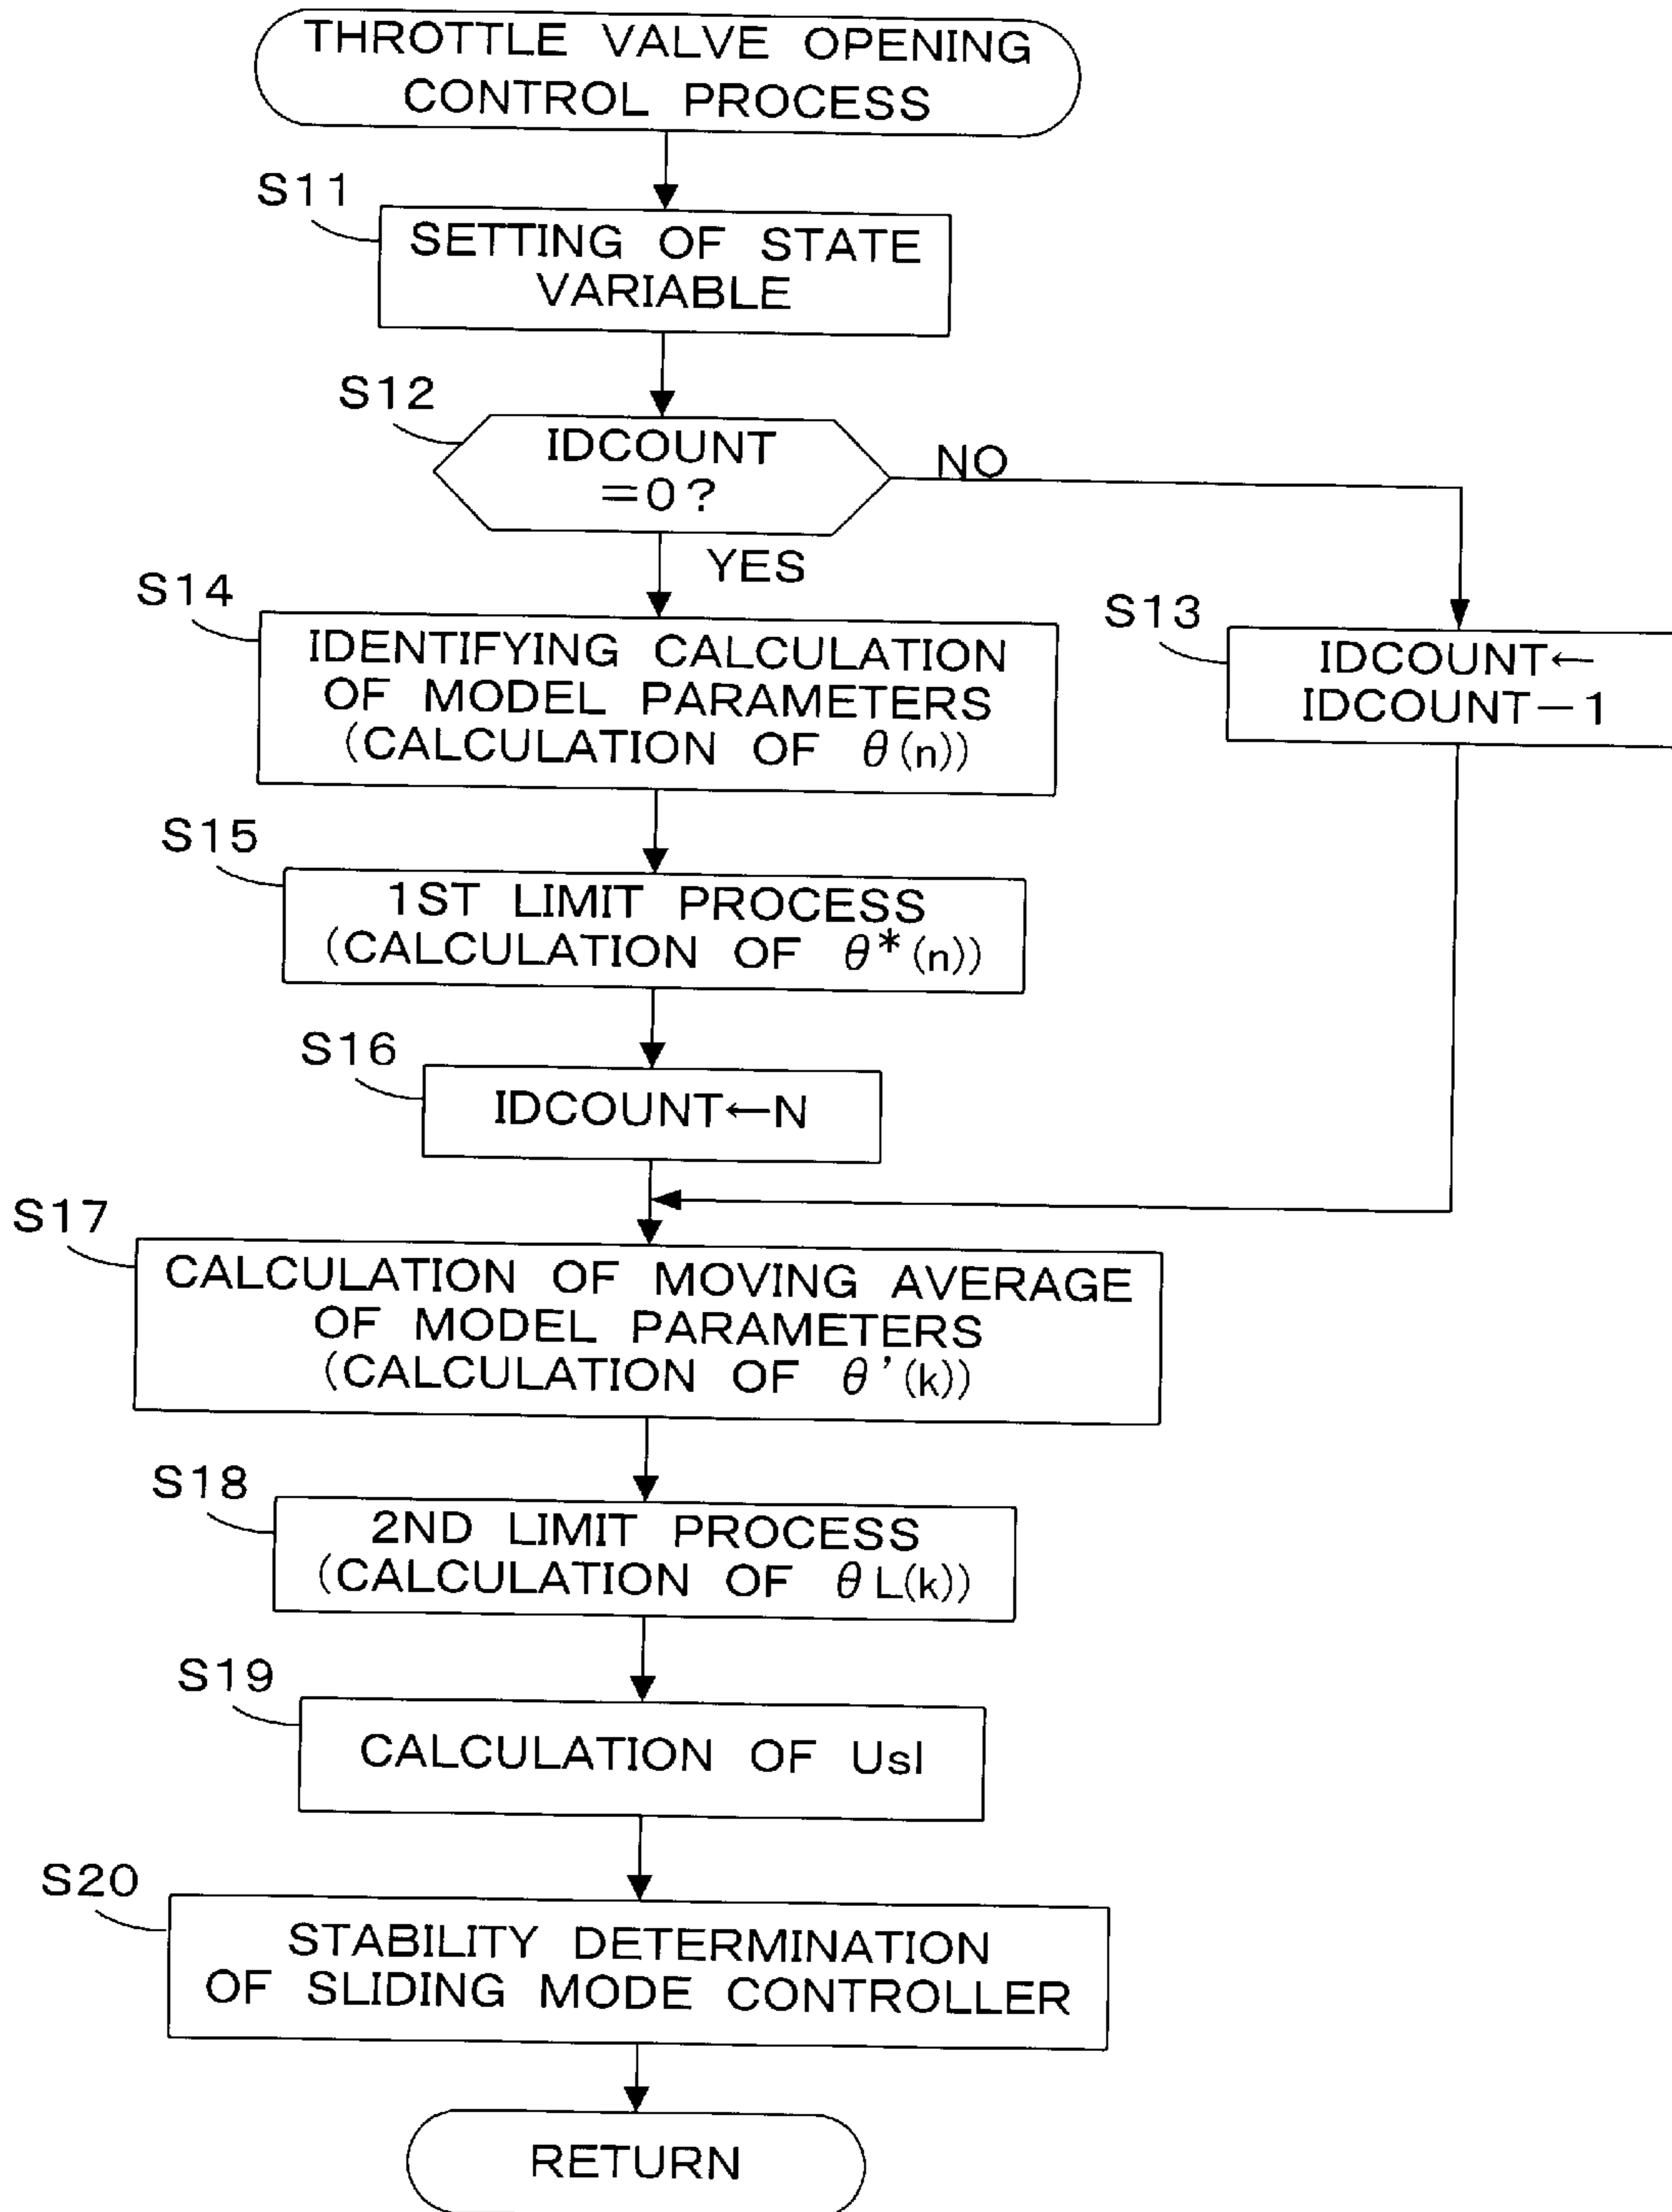 THROTTLE VALVE OPENING
CONTROL PROCESS
S11
SETTING OF STATE
VARIABLE
S12
IDCOUNT
=0?
NO
YES
S13
IDCOUNT←
IDCOUNT−1
S14
IDENTIFYING CALCULATION
OF MODEL PARAMETERS
(CALCULATION OF θ(n))
S15
1ST LIMIT PROCESS
(CALCULATION OF θ*(n))
S16
IDCOUNT←N
S17
CALCULATION OF MOVING AVERAGE
OF MODEL PARAMETERS
(CALCULATION OF θ'(k))
S18
2ND LIMIT PROCESS
(CALCULATION OF θL(k))
S19
CALCULATION OF Usl
S20
STABILITY DETERMINATION
OF SLIDING MODE CONTROLLER
RETURN